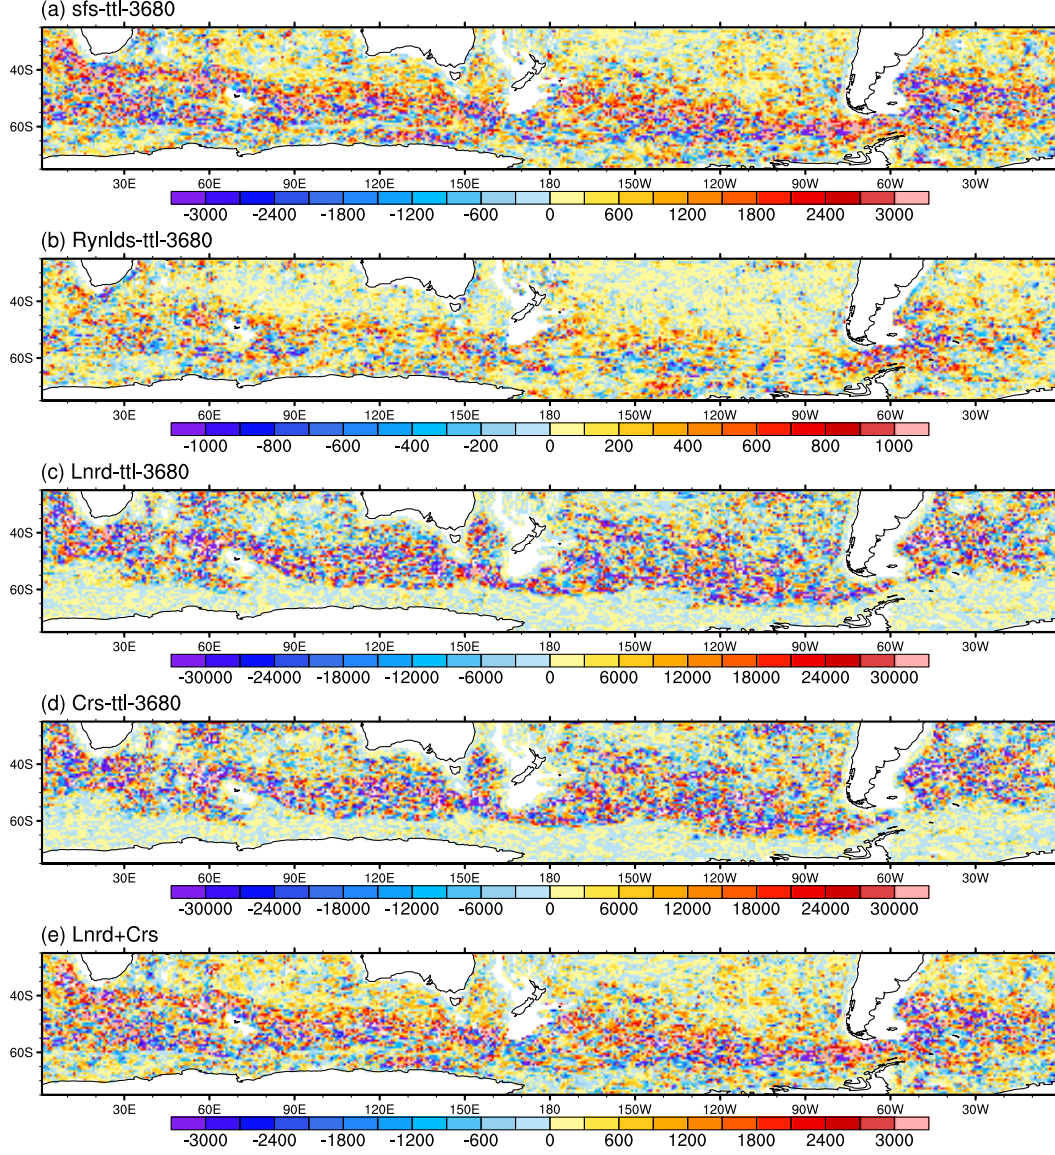 (a) sfs-ttl-3680
40S
60S
30E 60E 90E 120E 150E 180 150W 120W 90W 60W 30W
-3000 -2400 -1800 -1200 -600 0 600 1200 1800 2400 3000
(b) Rynlds-ttl-3680
40S
60S
30E 60E 90E 120E 150E 180 150W 120W 90W 60W 30W
-1000 -800 -600 -400 -200 0 200 400 600 800 1000
(c) Lnrd-ttl-3680
40S
60S
30E 60E 90E 120E 150E 180 150W 120W 90W 60W 30W
-30000 -24000 -18000 -12000 -6000 0 6000 12000 18000 24000 30000
(d) Crs-ttl-3680
40S
60S
30E 60E 90E 120E 150E 180 150W 120W 90W 60W 30W
-30000 -24000 -18000 -12000 -6000 0 6000 12000 18000 24000 30000
(e) Lnrd+Crs
40S
60S
30E 60E 90E 120E 150E 180 150W 120W 90W 60W 30W
-3000 -2400 -1800 -1200 -600 0 600 1200 1800 2400 3000